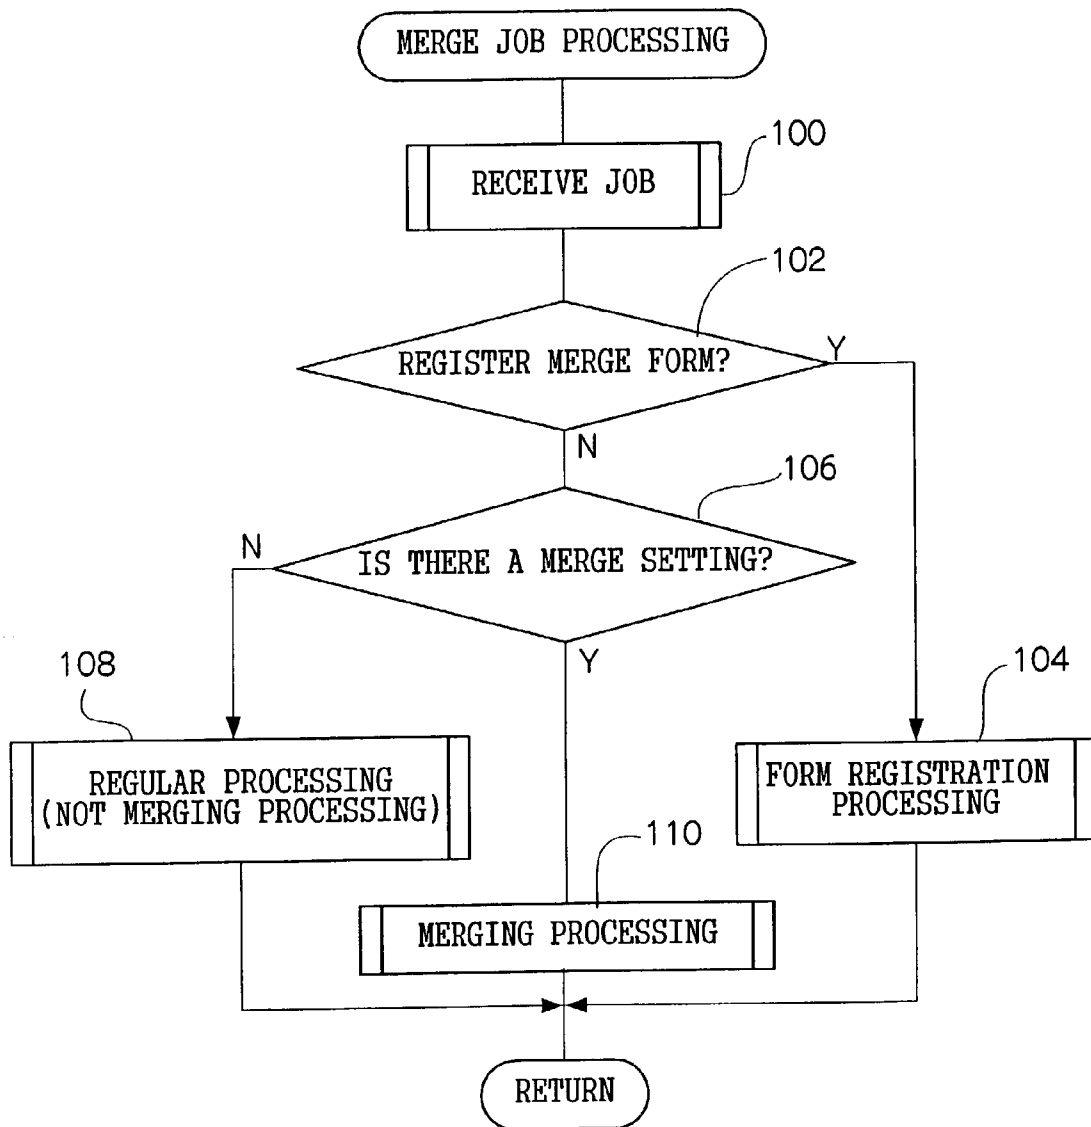 MERGE JOB PROCESSING
100
RECEIVE JOB
102
REGISTER MERGE FORM?
Y
N
106
IS THERE A MERGE SETTING?
N
Y
108
104
REGULAR PROCESSING
(NOT MERGING PROCESSING)
FORM REGISTRATION
PROCESSING
110
MERGING PROCESSING
RETURN